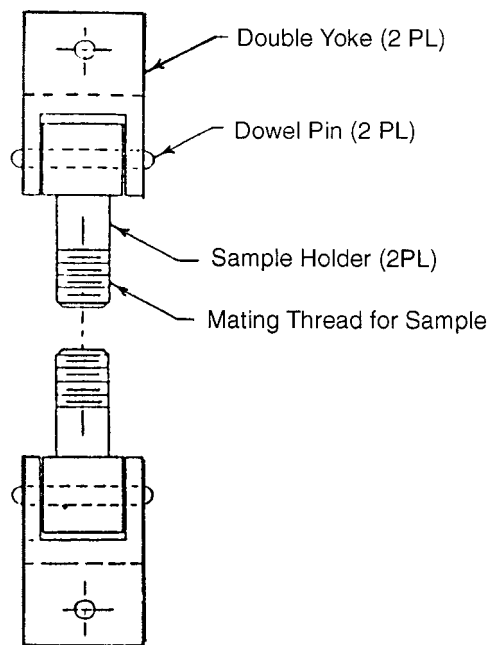 Double Yoke (2 PL)
Dowel Pin (2 PL)
Sample Holder (2PL)
Mating Thread for Sample